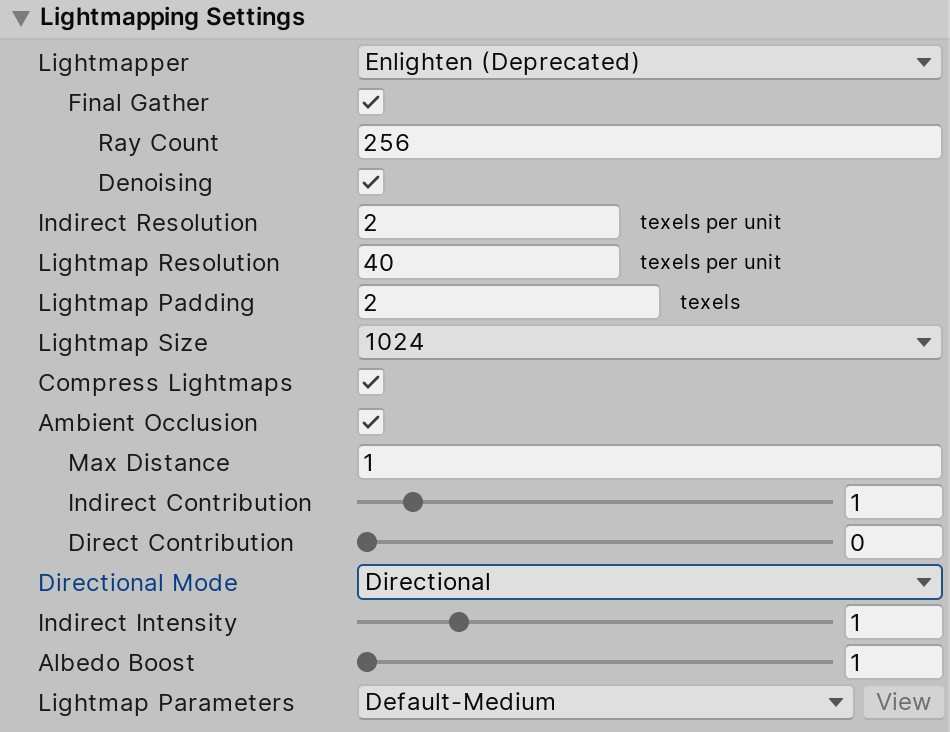 Lightmapping Settings
Lightmapper Enlighten (Deprecated)
Final Gather
Ray Count 256
Denoising
Indirect Resolution 2 texels per unit
Lightmap Resolution 40 texels per unit
Lightmap Padding 2 texels
Lightmap Size 1024
Compress Lightmaps
Ambient Occlusion
Max Distance 1
Indirect Contribution 1
Direct Contribution 0
Directional Mode Directional
Indirect Intensity 1
Albedo Boost 1
Lightmap Parameters Default-Medium View